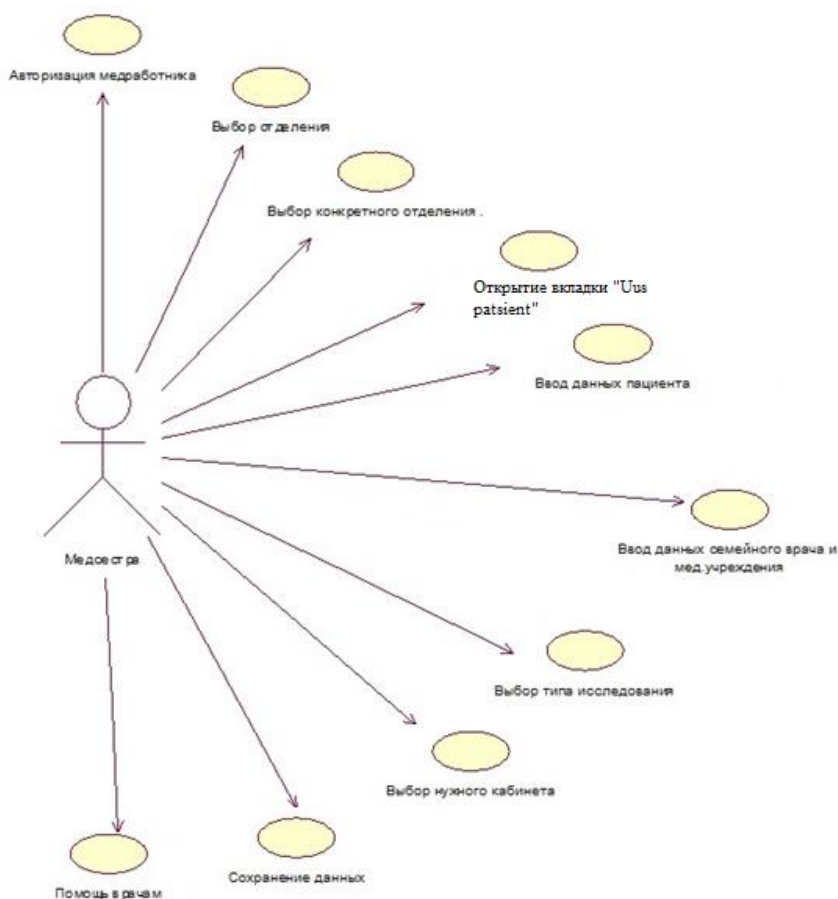 Авторизация медработника
Выбор отделения
Выбор конкретного отделения .
Открытие вкладки "Uus
patsient"
Ввод данных пациента
Ввод данных семейного врача и
мед.учреждения
Медсестра
Выбор типа исследования
Выбор нужного кабинета
Сохранение данных
Помощь врачам